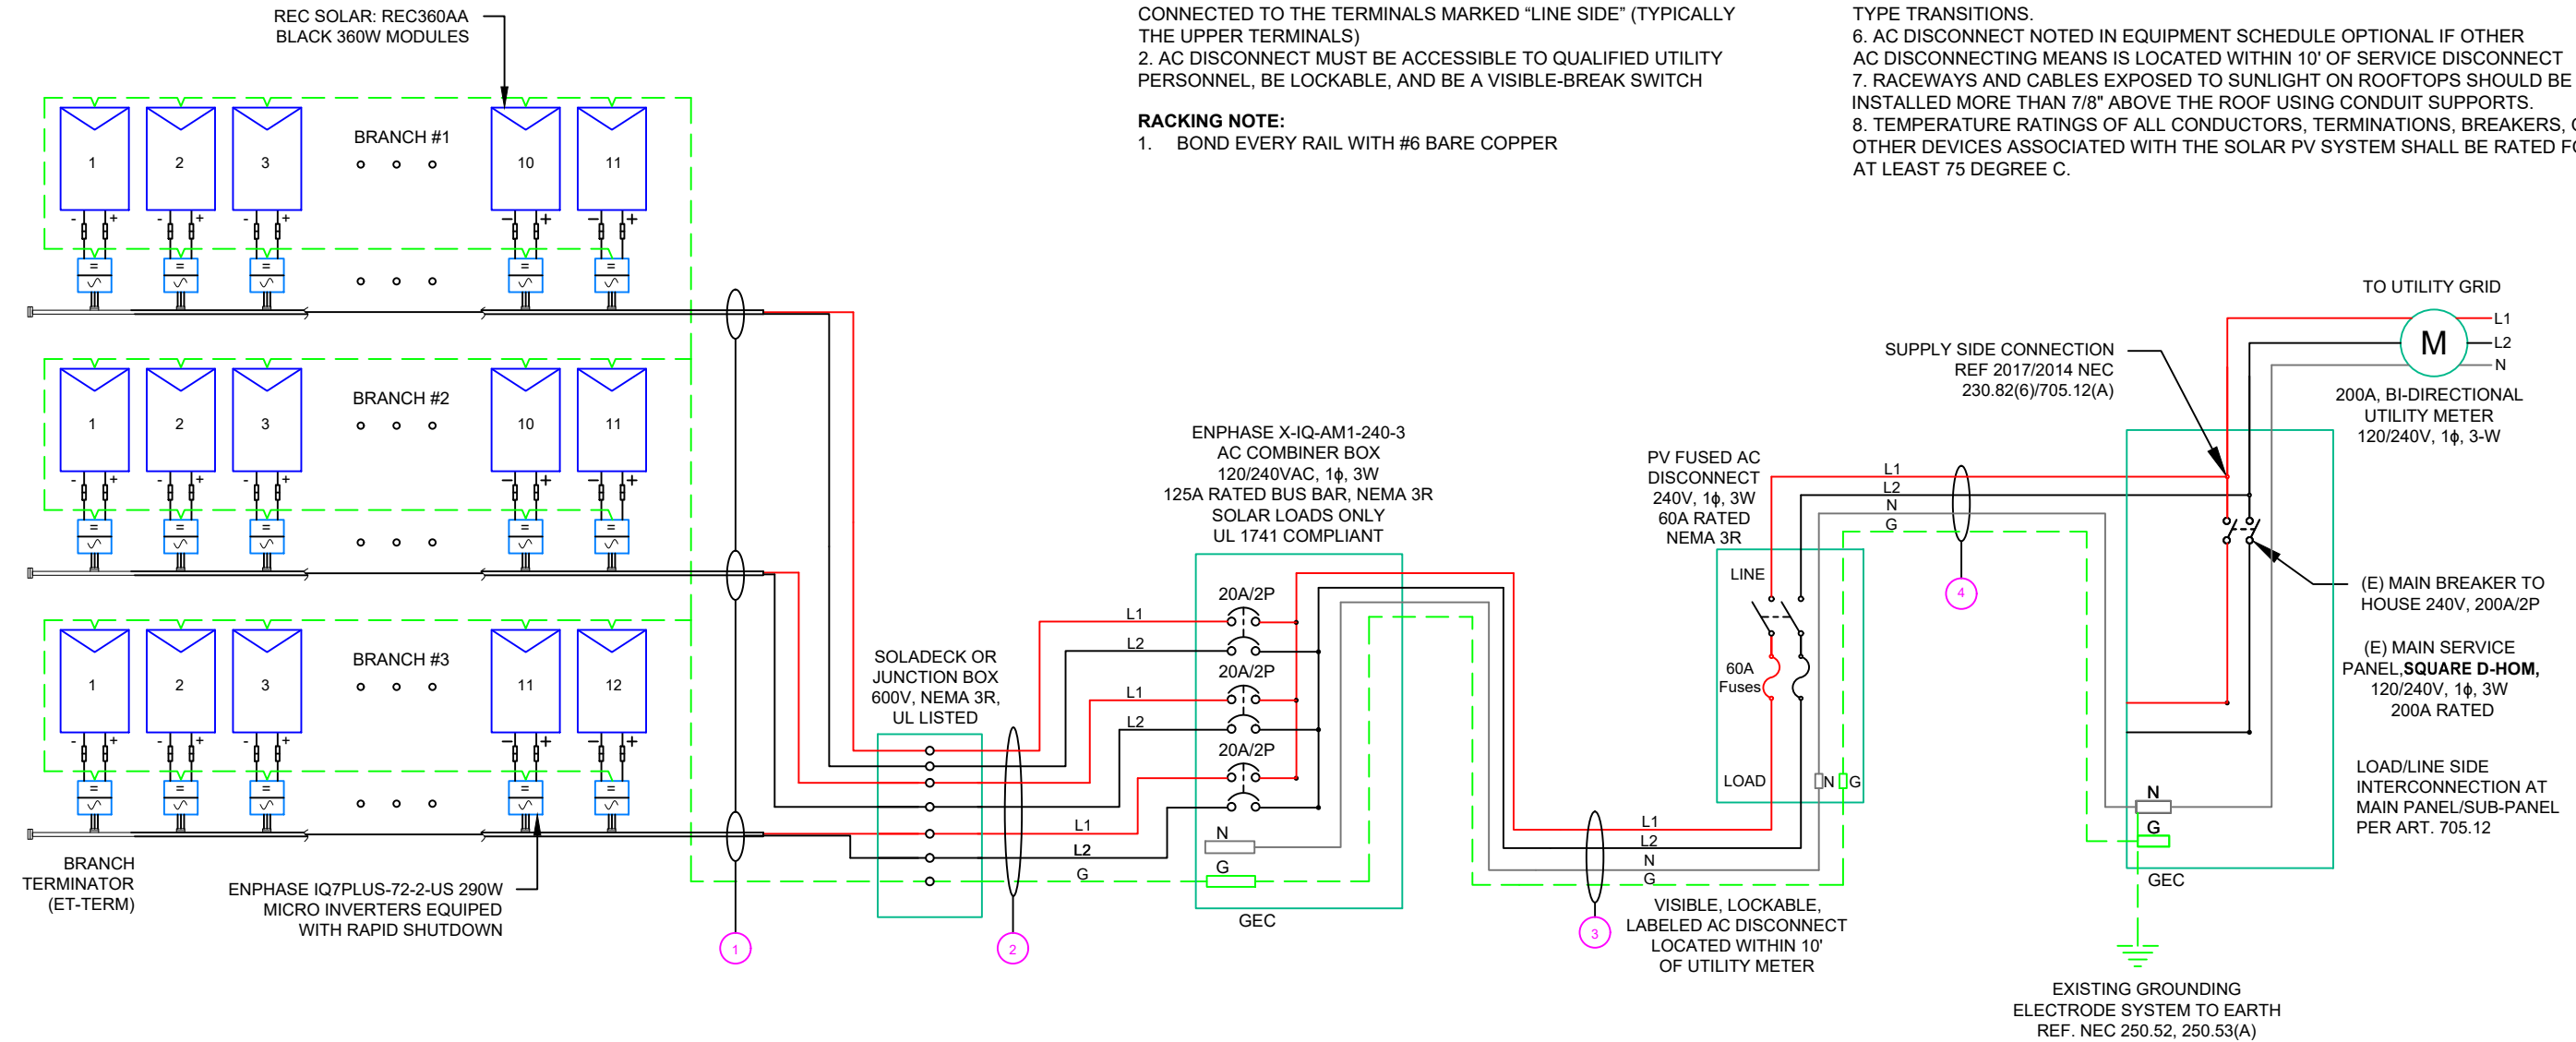 REC SOLAR: REC360AA
BLACK 360W MODULES
CONNECTED TO THE TERMINALS MARKED “LINE SIDE” (TYPICALLY
THE UPPER TERMINALS)
2. AC DISCONNECT MUST BE ACCESSIBLE TO QUALIFIED UTILITY
PERSONNEL, BE LOCKABLE, AND BE A VISIBLE-BREAK SWITCH
RACKING NOTE:
1. BOND EVERY RAIL WITH #6 BARE COPPER
TYPE TRANSITIONS.
6. AC DISCONNECT NOTED IN EQUIPMENT SCHEDULE OPTIONAL IF OTHER
AC DISCONNECTING MEANS IS LOCATED WITHIN 10' OF SERVICE DISCONNECT
7. RACEWAYS AND CABLES EXPOSED TO SUNLIGHT ON ROOFTOPS SHOULD BE
INSTALLED MORE THAN 7/8" ABOVE THE ROOF USING CONDUIT SUPPORTS.
8. TEMPERATURE RATINGS OF ALL CONDUCTORS, TERMINATIONS, BREAKERS,
OTHER DEVICES ASSOCIATED WITH THE SOLAR PV SYSTEM SHALL BE RATED
AT LEAST 75 DEGREE C.
BRANCH #1
1 2 3 10 11
- + - + - + - + - +
= = = = =
BRANCH #2
1 2 3 10 11
- + - + - + - + - +
= = = = =
BRANCH #3
1 2 3 11 12
- + - + - + - + - +
= = = = =
BRANCH
TERMINATOR
(ET-TERM)
ENPHASE IQ7PLUS-72-2-US 290W
MICRO INVERTERS EQUIPED
WITH RAPID SHUTDOWN
1
SOLADECK OR
JUNCTION BOX
600V, NEMA 3R,
UL LISTED
2
L1
L2
L1
L2
L1
L2
G
ENPHASE X-IQ-AM1-240-3
AC COMBINER BOX
120/240VAC, 1ϕ, 3W
125A RATED BUS BAR, NEMA 3R
SOLAR LOADS ONLY
UL 1741 COMPLIANT
20A/2P
20A/2P
20A/2P
N
G
GEC
L1
L2
N
G
3
PV FUSED AC
DISCONNECT
240V, 1ϕ, 3W
60A RATED
NEMA 3R
LINE
60A
Fuses
LOAD
N G
VISIBLE, LOCKABLE,
LABELED AC DISCONNECT
LOCATED WITHIN 10'
OF UTILITY METER
L1
L2
N
G
4
SUPPLY SIDE CONNECTION
REF 2017/2014 NEC
230.82(6)/705.12(A)
TO UTILITY GRID
M
L1
L2
N
200A, BI-DIRECTIONAL
UTILITY METER
120/240V, 1ϕ, 3-W
(E) MAIN BREAKER TO
HOUSE 240V, 200A/2P
(E) MAIN SERVICE
PANEL,SQUARE D-HOM,
120/240V, 1ϕ, 3W
200A RATED
LOAD/LINE SIDE
INTERCONNECTION AT
MAIN PANEL/SUB-PANEL
PER ART. 705.12
N
G
GEC
EXISTING GROUNDING
ELECTRODE SYSTEM TO EARTH
REF. NEC 250.52, 250.53(A)